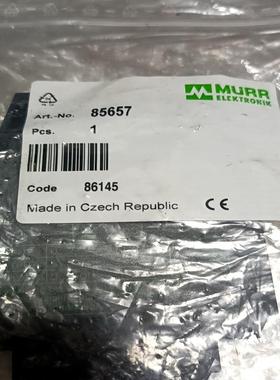 MURR
ELEKTRONIK
Art.-No. 85657
Pcs. 1
Code 86145
Made in Czech Republic CE